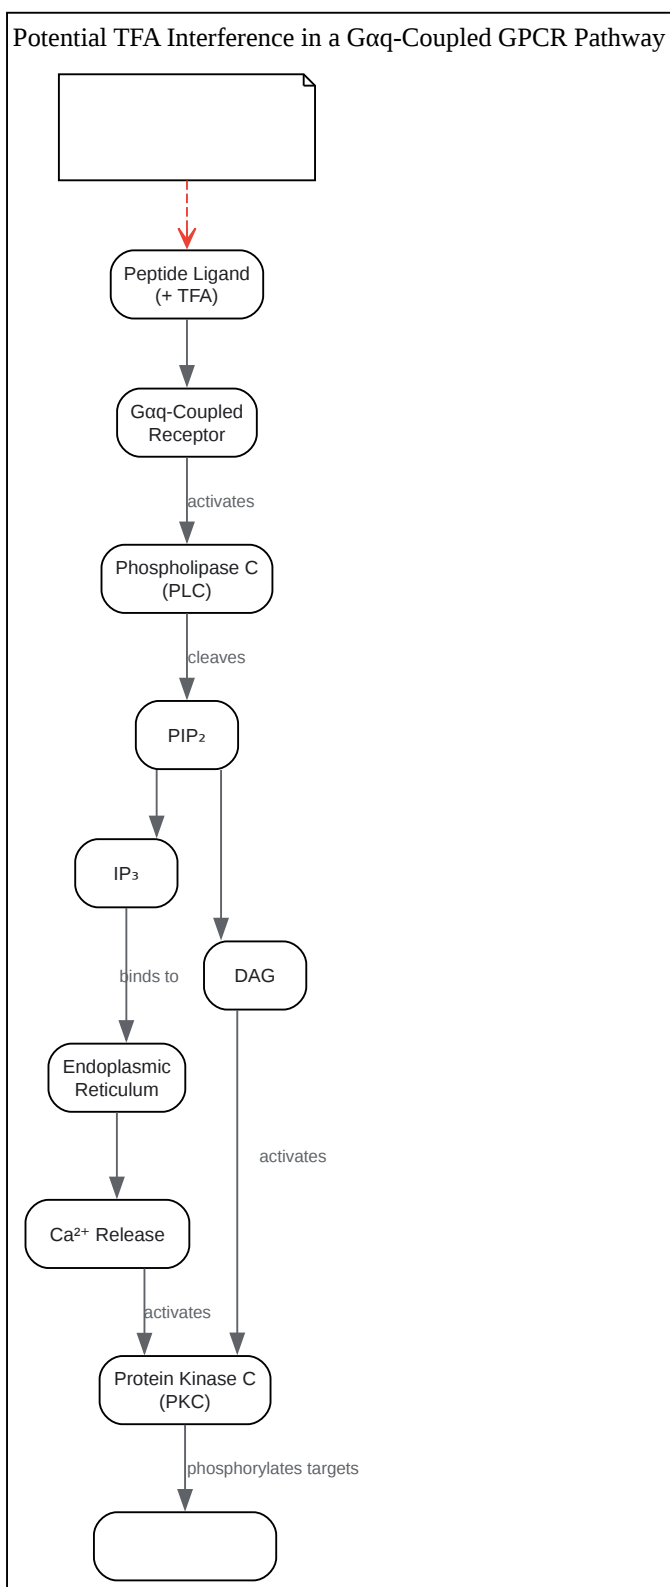 Potential TFA Interference in a Gαq-Coupled GPCR Pathway
Peptide Ligand
(+ TFA)
Gαq-Coupled
Receptor
activates
Phospholipase C
(PLC)
cleaves
PIP₂
IP₃
binds to
DAG
Endoplasmic
Reticulum
activates
Ca²⁺ Release
activates
Protein Kinase C
(PKC)
phosphorylates targets